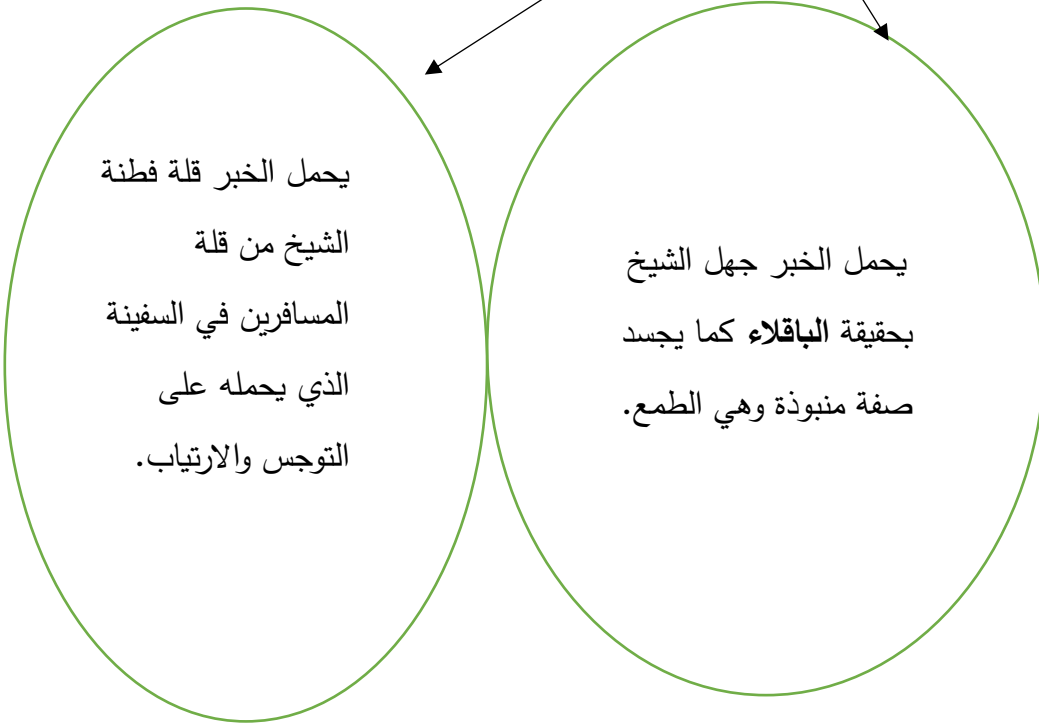 يحمل الخبر جهل الشيخ
بحقيقة الباقلاء كما يجسد
صفة منبوذة وهي الطمع.
يحمل الخبر قلة فطنة
الشيخ من قلة
المسافرين في السفينة
الذي يحمله على
التوجس والارتياب.